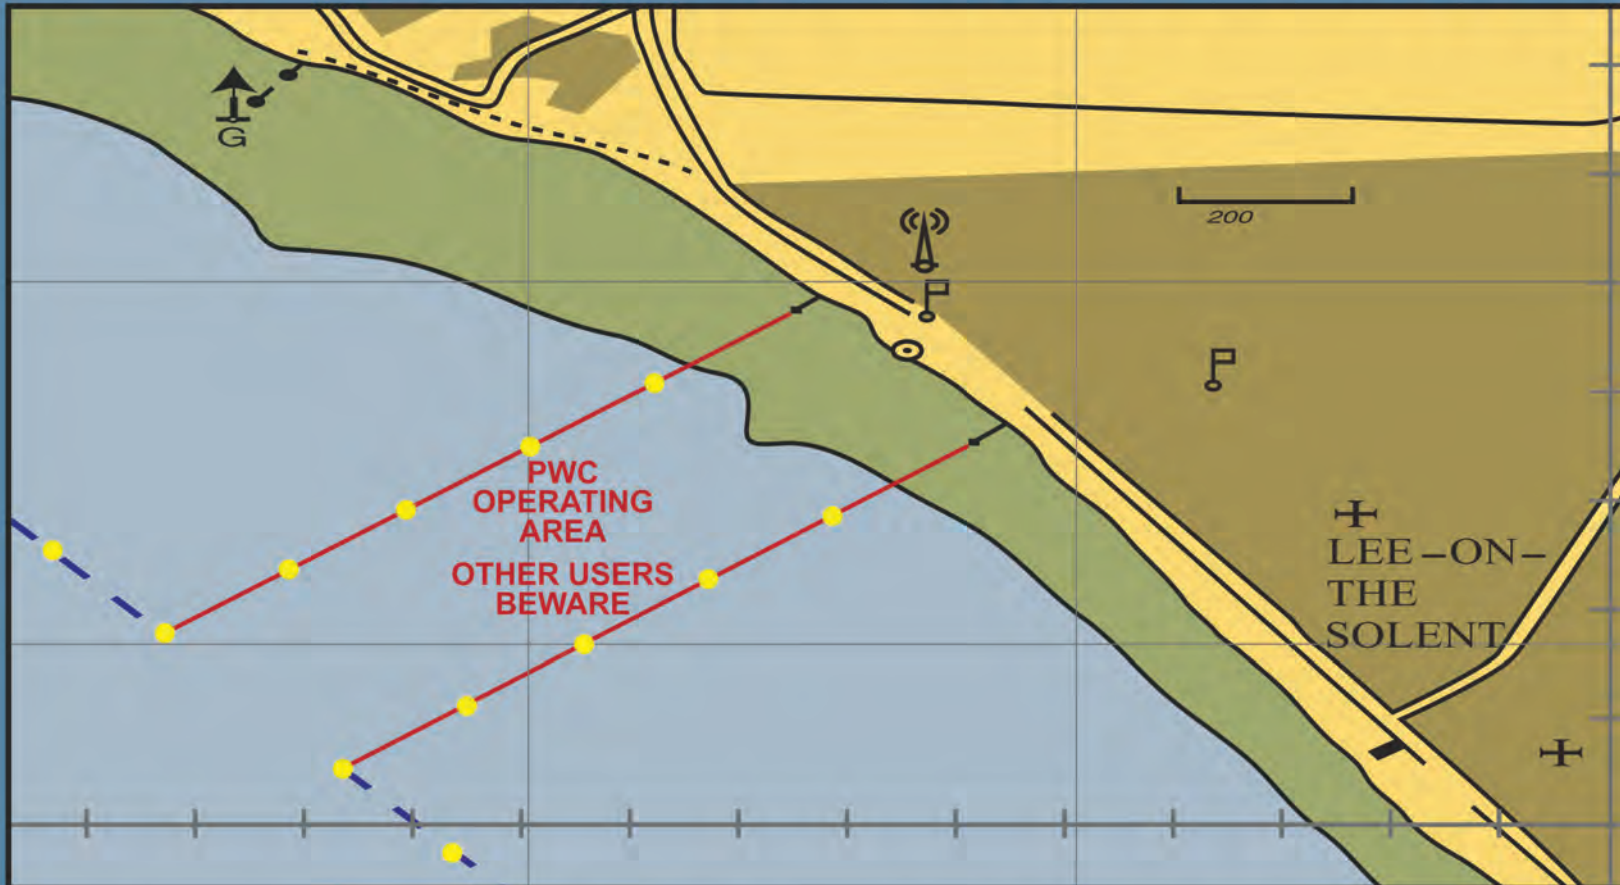 G
200
PWC
OPERATING
AREA
OTHER USERS
BEWARE
LEE-ON-
THE
SOLENT